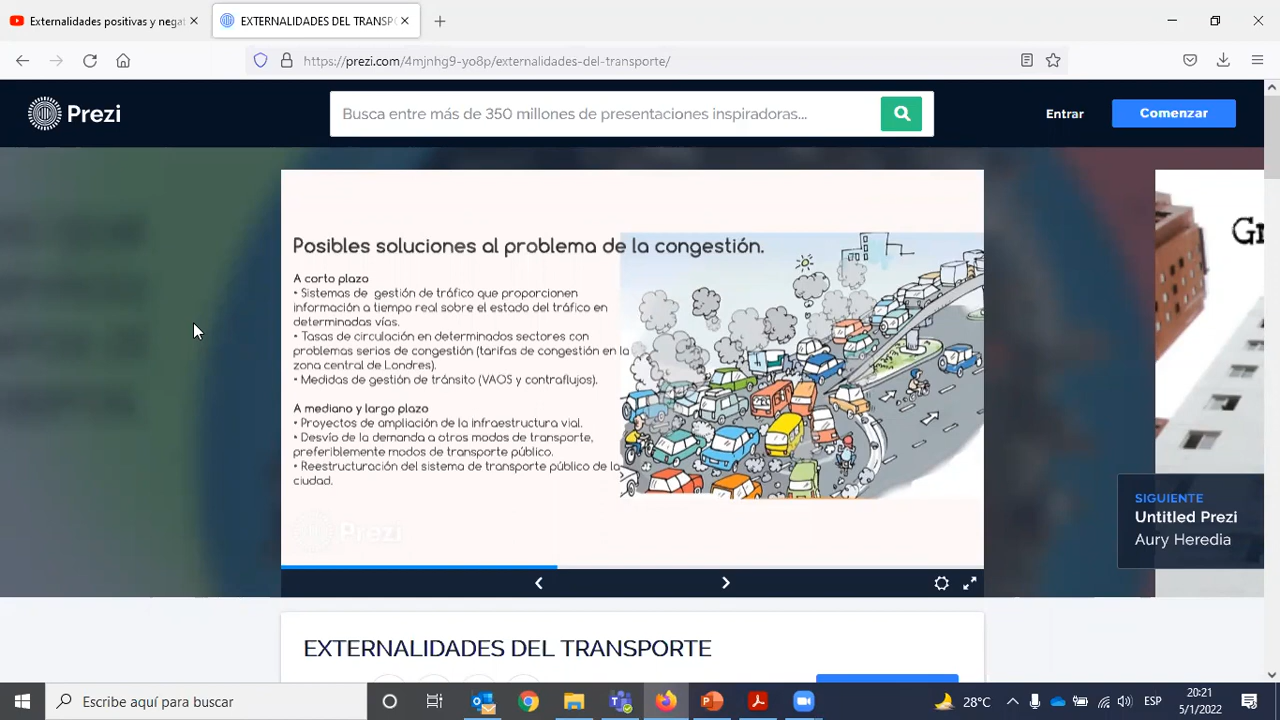 Externalidades positivas y negat
EXTERNALIDADES DEL TRANSPO
http://prezi.com/4mjnhg9-yo8p/externalidades-del-transporte/
Prezi
Busca entre más de 350 millones de presentaciones inspiradoras...
Entrar
Comenzar
Posibles soluciones al problema de la congestión.
A corto plazo
• Sistemas de gestión de tráfico que proporcionen
información a tiempo real sobre el estado del tráfico en
determinadas vías.
• Tasas de circulación en determinados sectores con
problemas serios de congestión (tarifas de congestión en la
zona central de Londres).
• Medidas de gestión de tránsito (VAOS y contraflujos).
A mediano y largo plazo
• Proyectos de ampliación de la infraestructura vial.
• Desvío de la demanda a otros modos de transporte,
preferiblemente modos de transporte público.
• Reestructuración del sistema de transporte público de la
ciudad.
Prezi
SIGUIENTE
Untitled Prezi
Aury Heredia
EXTERNALIDADES DEL TRANSPORTE
Escribe aquí para buscar
28°C
ESP
20:21
5/1/2022